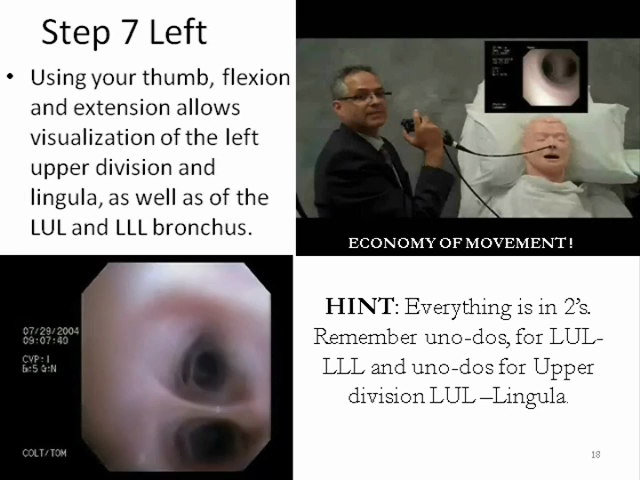 Step 7 Left
• Using your thumb, flexion
and extension allows
visualization of the left
upper division and
lingula, as well as of the
LUL and LLL bronchus.
ECONOMY OF MOVEMENT!
07/29/2004
09:07:40
CVP:1
COLT/TOM
HINT: Everything is in 2's.
Remember uno-dos, for LUL-
LLL and uno-dos for Upper
division LUL –Lingula.
18